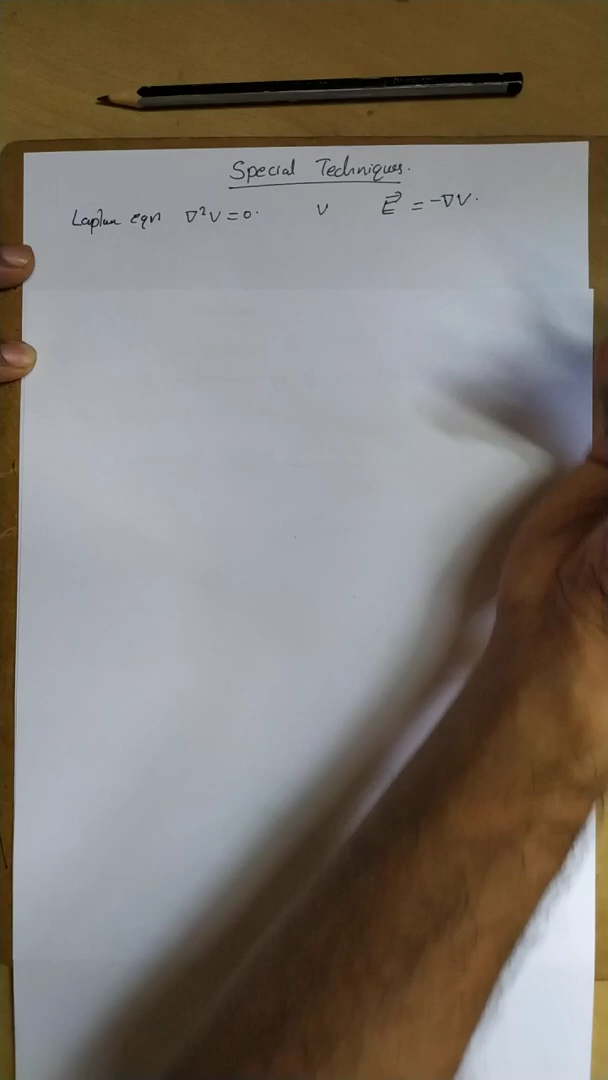 Special Techniques.
Laplace eqn ∇²V = 0. V E⃗ = -∇V.